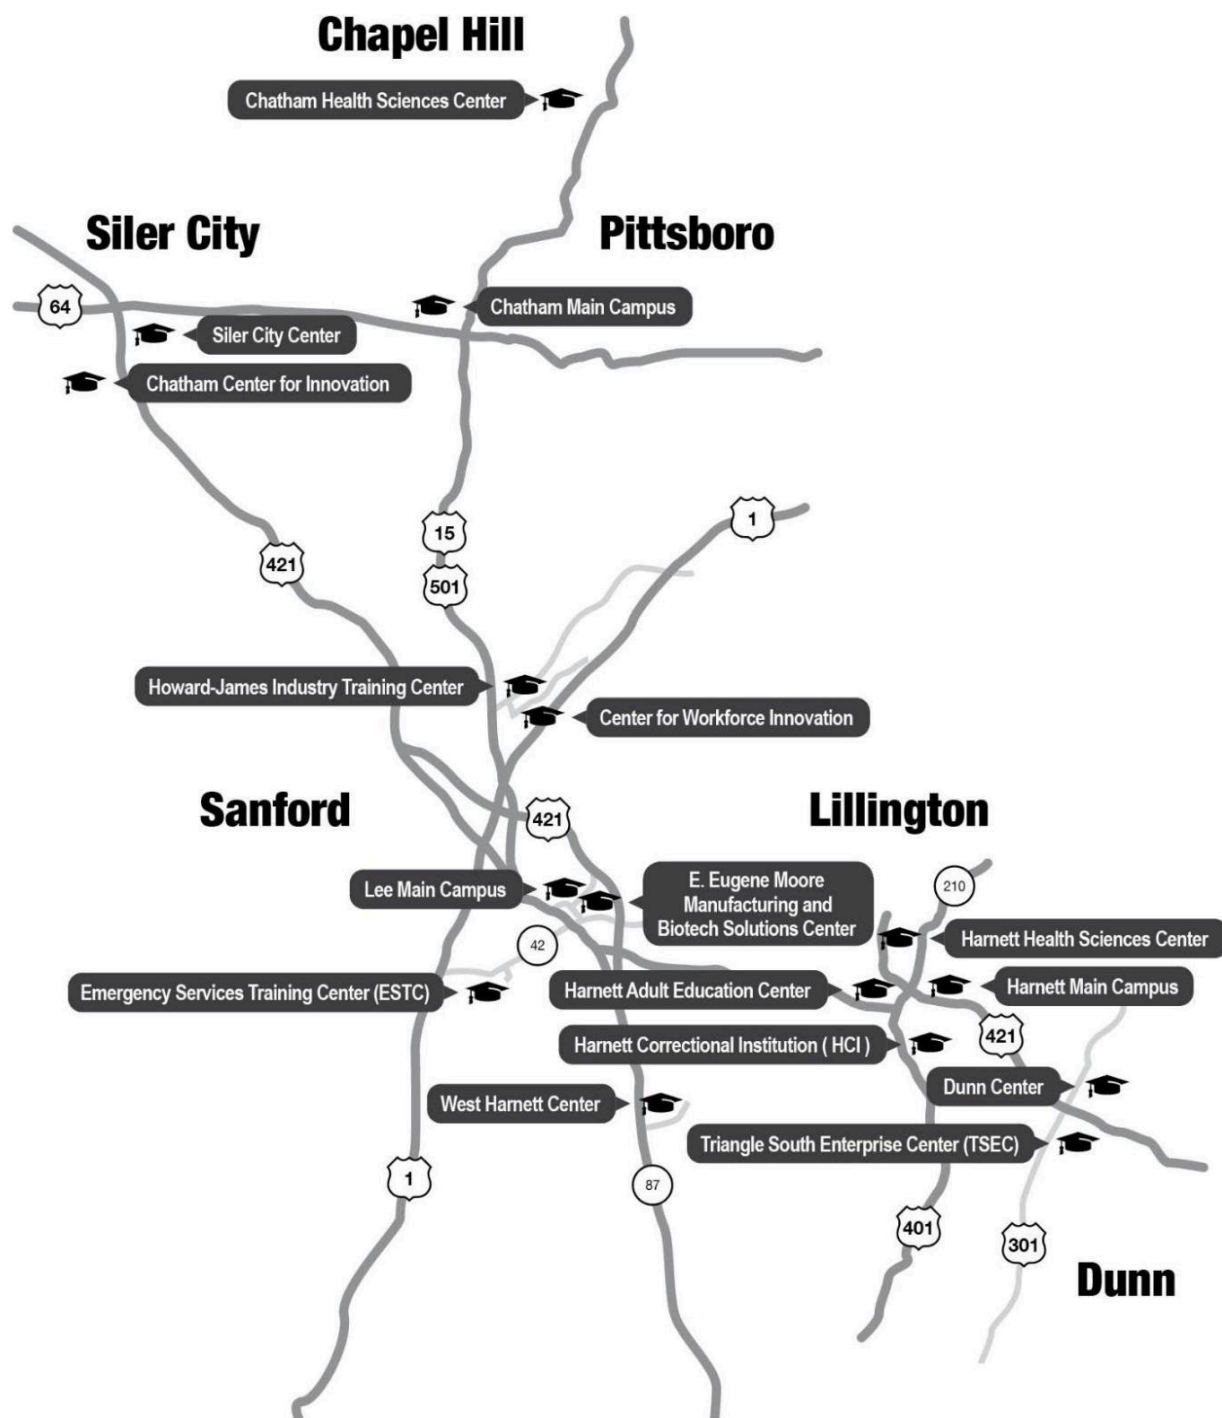 Chapel Hill
Chatham Health Sciences Center
Siler City
Pittsboro
64
Chatham Main Campus
Siler City Center
Chatham Center for Innovation
1
15
421
501
Howard-James Industry Training Center
Center for Workforce Innovation
Sanford
Lillington
421
Lee Main Campus
E. Eugene Moore
Manufacturing and
Biotech Solutions Center
210
42
Harnett Health Sciences Center
Emergency Services Training Center (ESTC)
Harnett Adult Education Center
Harnett Main Campus
Harnett Correctional Institution ( HCI )
421
Dunn Center
West Harnett Center
Triangle South Enterprise Center (TSEC)
1
87
401
301
Dunn